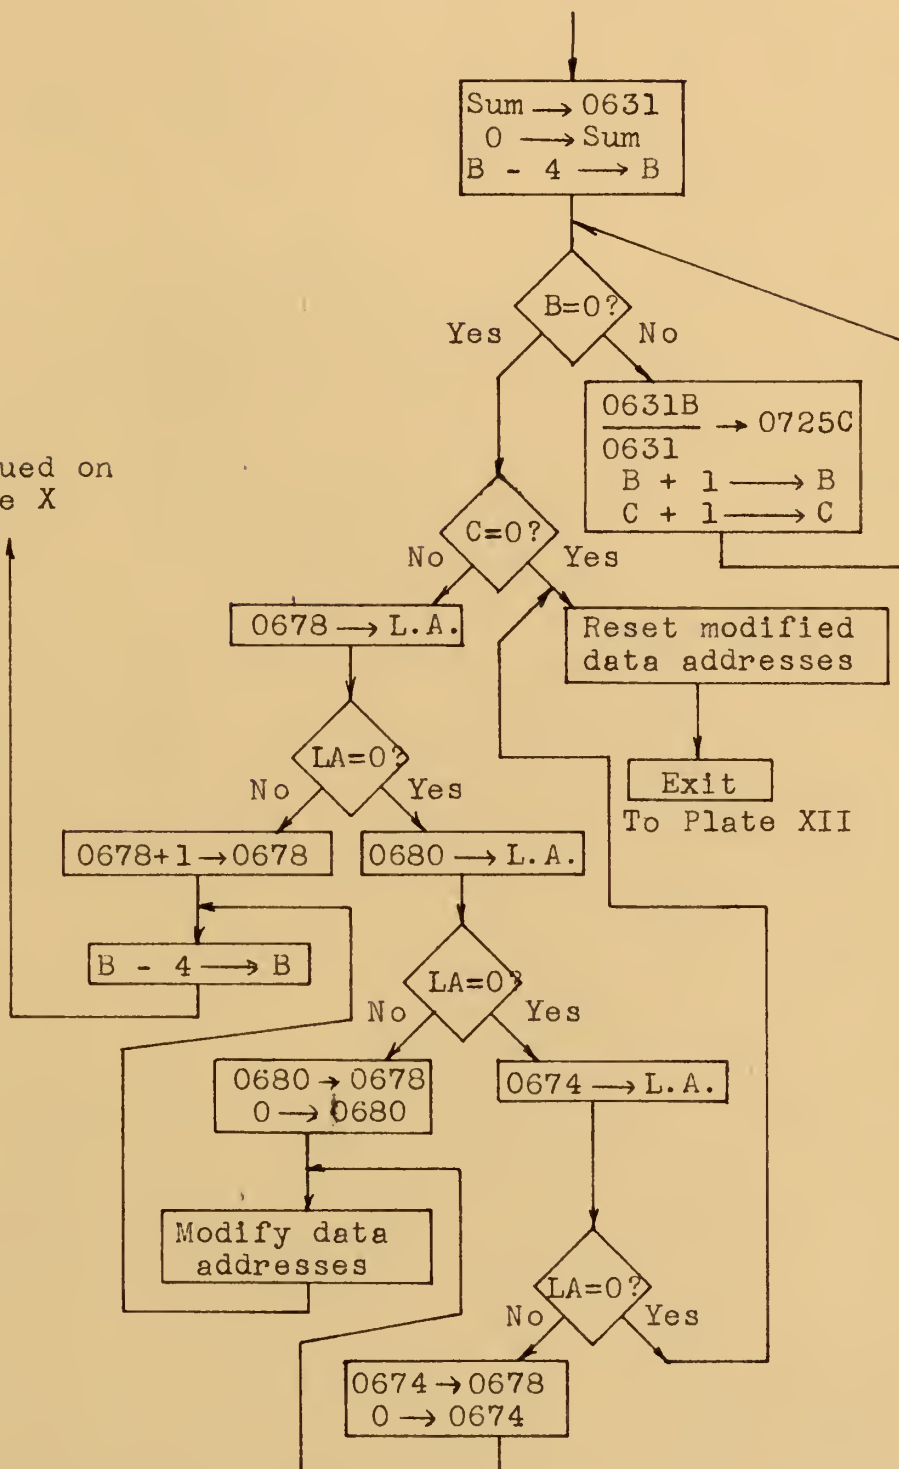 Sum → 0631
0 → Sum
B - 4 → B
B=0?
Yes
No
0631B
0631
→ 0725C
B + 1 → B
C + 1 → C
ued on
e X
C=0?
No
Yes
0678 → L.A.
Reset modified
data addresses
LA=0?
No
Yes
Exit
To Plate XII
0678+1→0678
0680 → L.A.
B - 4 → B
LA=0?
No
Yes
0680 → 0678
0 → 0680
0674 → L.A.
Modify data
addresses
LA=0?
No
Yes
0674 → 0678
0 → 0674